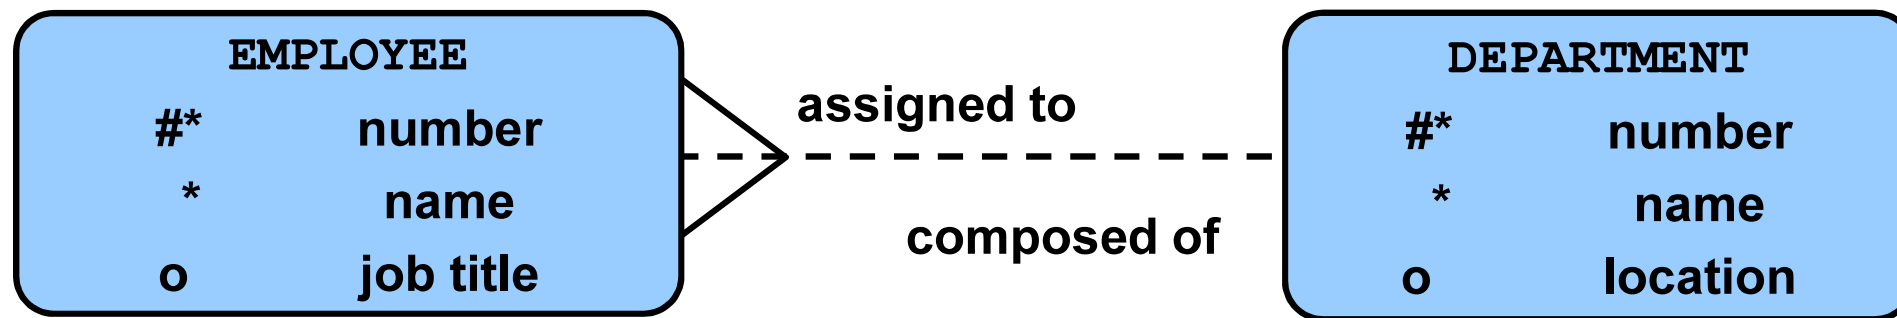 EMPLOYEE
#* number
* name
o job title
assigned to
composed of
DEPARTMENT
#* number
* name
o location